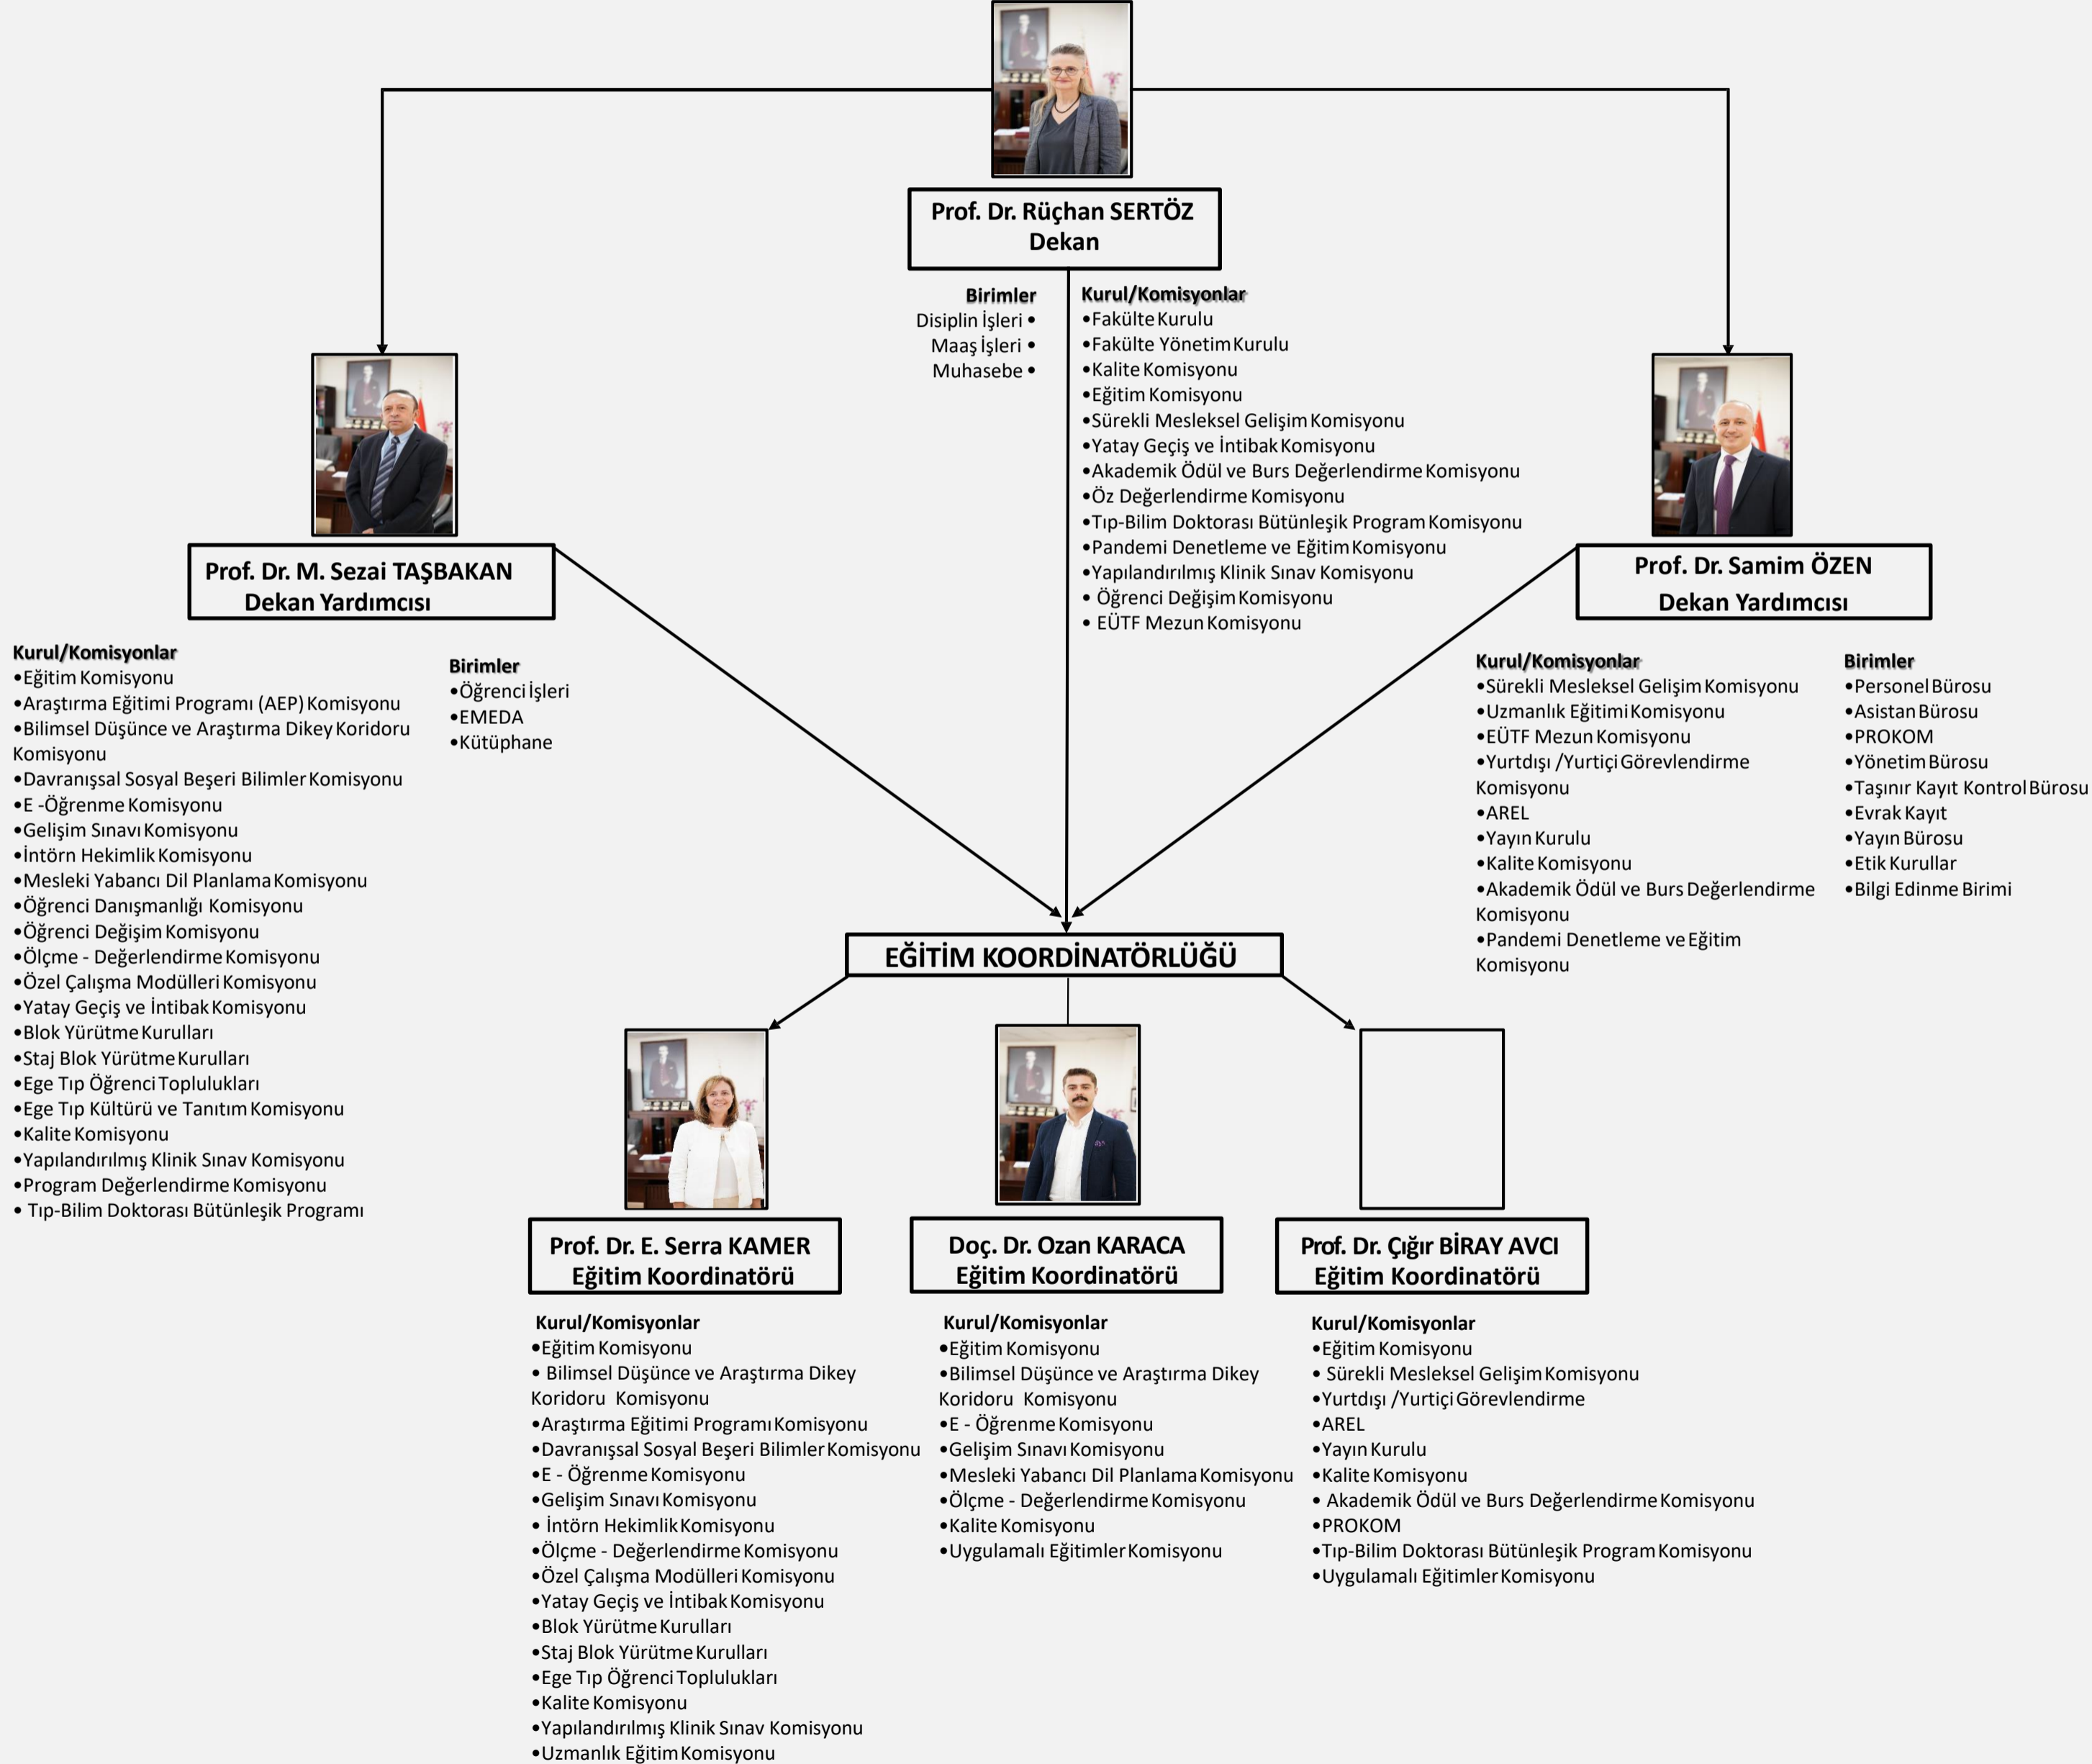 Prof. Dr. Rüçhan SERTÖZ
Dekan
Birimler
Disiplin İşleri •
Maaş İşleri •
Muhasebe •
Kurul/Komisyonlar
•Fakülte Kurulu
•Fakülte Yönetim Kurulu
•Kalite Komisyonu
•Eğitim Komisyonu
•Sürekli Mesleksel Gelişim Komisyonu
•Yatay Geçiş ve İntibak Komisyonu
•Akademik Ödül ve Burs Değerlendirme Komisyonu
•Öz Değerlendirme Komisyonu
•Tıp-Bilim Doktorası Bütünleşik Program Komisyonu
•Pandemi Denetleme ve Eğitim Komisyonu
•Yapılandırılmış Klinik Sınav Komisyonu
• Öğrenci Değişim Komisyonu
• EÜTF Mezun Komisyonu
Prof. Dr. M. Sezai TAŞBAKAN
Dekan Yardımcısı
Kurul/Komisyonlar
•Eğitim Komisyonu
•Araştırma Eğitimi Programı (AEP) Komisyonu
•Bilimsel Düşünce ve Araştırma Dikey Koridoru
Komisyonu
•Davranışsal Sosyal Beşeri Bilimler Komisyonu
•E -Öğrenme Komisyonu
•Gelişim Sınavı Komisyonu
•İntörn Hekimlik Komisyonu
•Mesleki Yabancı Dil Planlama Komisyonu
•Öğrenci Danışmanlığı Komisyonu
•Öğrenci Değişim Komisyonu
•Ölçme - Değerlendirme Komisyonu
•Özel Çalışma Modülleri Komisyonu
•Yatay Geçiş ve İntibak Komisyonu
•Blok Yürütme Kurulları
•Staj Blok Yürütme Kurulları
•Ege Tıp Öğrenci Toplulukları
•Ege Tıp Kültürü ve Tanıtım Komisyonu
•Kalite Komisyonu
•Yapılandırılmış Klinik Sınav Komisyonu
•Program Değerlendirme Komisyonu
• Tıp-Bilim Doktorası Bütünleşik Programı
Birimler
•Öğrenci İşleri
•EMEDA
•Kütüphane
Prof. Dr. Samim ÖZEN
Dekan Yardımcısı
Kurul/Komisyonlar
•Sürekli Mesleksel Gelişim Komisyonu
•Uzmanlık Eğitimi Komisyonu
•EÜTF Mezun Komisyonu
•Yurtdışı /Yurtiçi Görevlendirme
Komisyonu
•AREL
•Yayın Kurulu
•Kalite Komisyonu
•Akademik Ödül ve Burs Değerlendirme
Komisyonu
•Pandemi Denetleme ve Eğitim
Komisyonu
Birimler
•Personel Bürosu
•Asistan Bürosu
•PROKOM
•Yönetim Bürosu
•Taşınır Kayıt Kontrol Bürosu
•Evrak Kayıt
•Yayın Bürosu
•Etik Kurullar
•Bilgi Edinme Birimi
EĞİTİM KOORDİNATÖRLÜĞÜ
Prof. Dr. E. Serra KAMER
Eğitim Koordinatörü
Kurul/Komisyonlar
•Eğitim Komisyonu
• Bilimsel Düşünce ve Araştırma Dikey
Koridoru Komisyonu
•Araştırma Eğitimi Programı Komisyonu
•Davranışsal Sosyal Beşeri Bilimler Komisyonu
•E - Öğrenme Komisyonu
•Gelişim Sınavı Komisyonu
• İntörn Hekimlik Komisyonu
•Ölçme - Değerlendirme Komisyonu
•Özel Çalışma Modülleri Komisyonu
•Yatay Geçiş ve İntibak Komisyonu
•Blok Yürütme Kurulları
•Staj Blok Yürütme Kurulları
•Ege Tıp Öğrenci Toplulukları
•Kalite Komisyonu
•Yapılandırılmış Klinik Sınav Komisyonu
•Uzmanlık Eğitim Komisyonu
Doç. Dr. Ozan KARACA
Eğitim Koordinatörü
Kurul/Komisyonlar
•Eğitim Komisyonu
•Bilimsel Düşünce ve Araştırma Dikey
Koridoru Komisyonu
•E - Öğrenme Komisyonu
•Gelişim Sınavı Komisyonu
•Mesleki Yabancı Dil Planlama Komisyonu
•Ölçme - Değerlendirme Komisyonu
•Kalite Komisyonu
•Uygulamalı Eğitimler Komisyonu
Prof. Dr. Çığır BİRAY AVCI
Eğitim Koordinatörü
Kurul/Komisyonlar
•Eğitim Komisyonu
• Sürekli Mesleksel Gelişim Komisyonu
•Yurtdışı /Yurtiçi Görevlendirme
•AREL
•Yayın Kurulu
•Kalite Komisyonu
• Akademik Ödül ve Burs Değerlendirme Komisyonu
•PROKOM
•Tıp-Bilim Doktorası Bütünleşik Program Komisyonu
•Uygulamalı Eğitimler Komisyonu